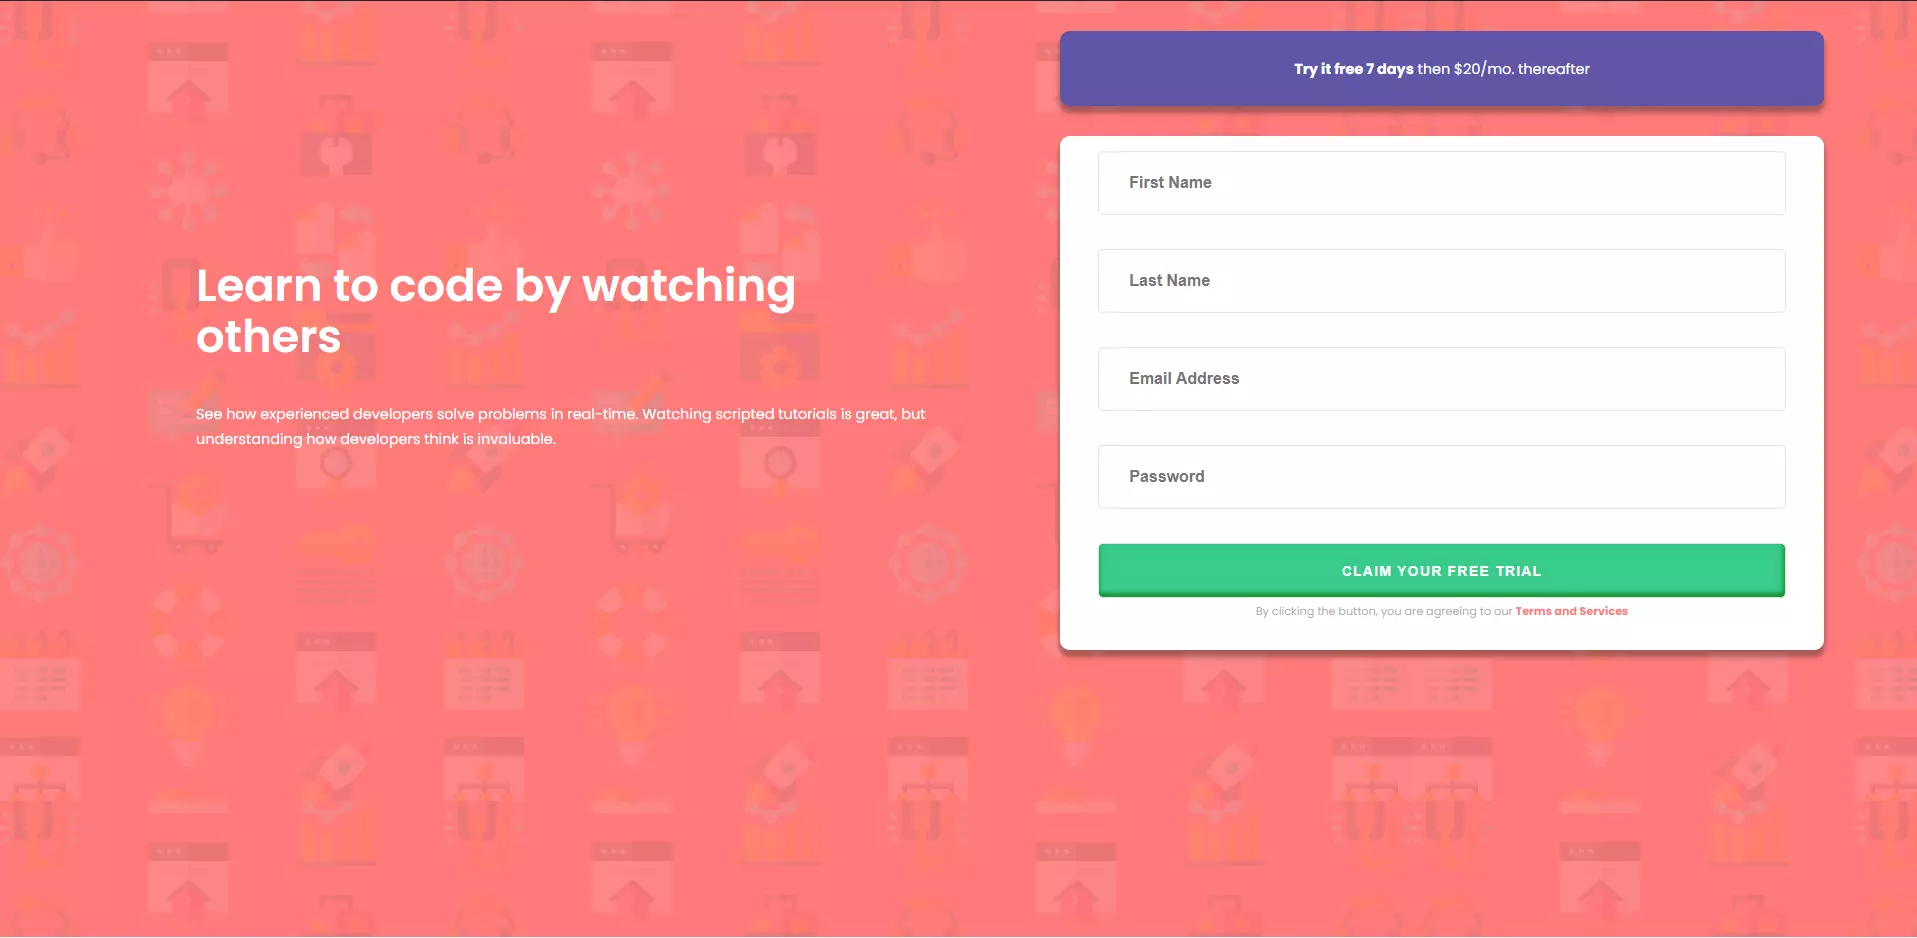 Try it free 7 days then $20/mo. thereafter
Learn to code by watching
others
See how experienced developers solve problems in real-time. Watching scripted tutorials is great, but
understanding how developers think is invaluable.
First Name
Last Name
Email Address
Password
CLAIM YOUR FREE TRIAL
By clicking the button, you are agreeing to our Terms and Services